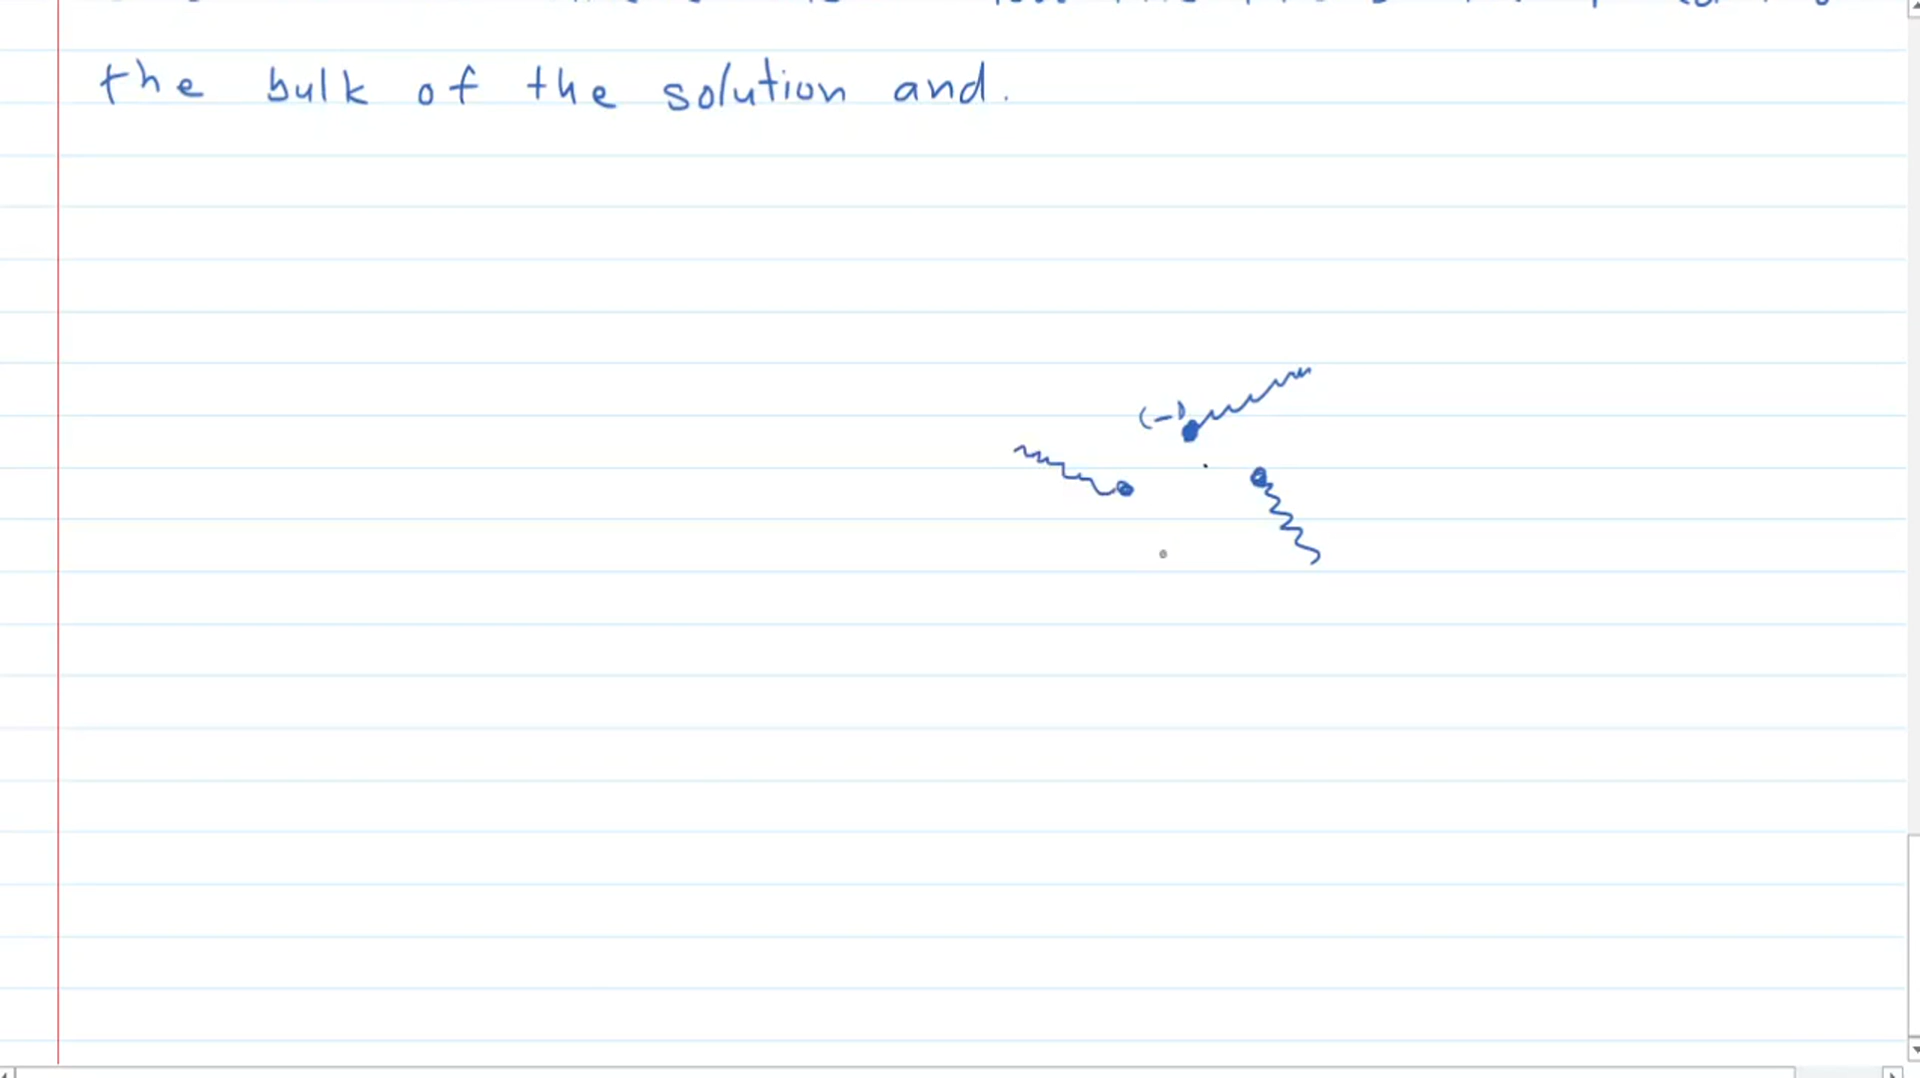 the bulk of the solution and.
(-)